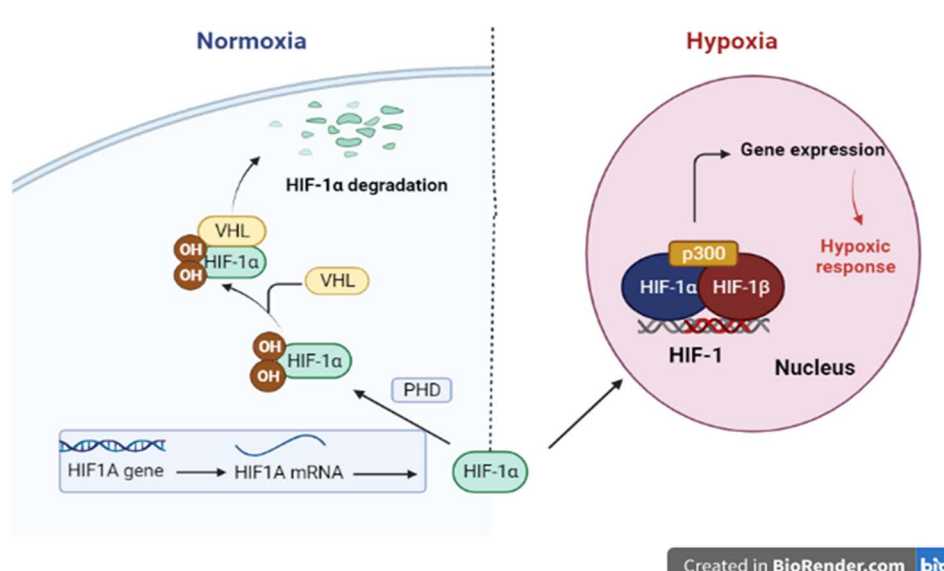 Normoxia
Hypoxia
HIF-1α degradation
VHL
OH
HIF-1α
OH
VHL
OH
HIF-1α
OH
PHD
HIF1A gene
HIF1A mRNA
HIF-1α
Gene expression
Hypoxic
response
p300
HIF-1α
HIF-1β
HIF-1
Nucleus
Created in BioRender.com